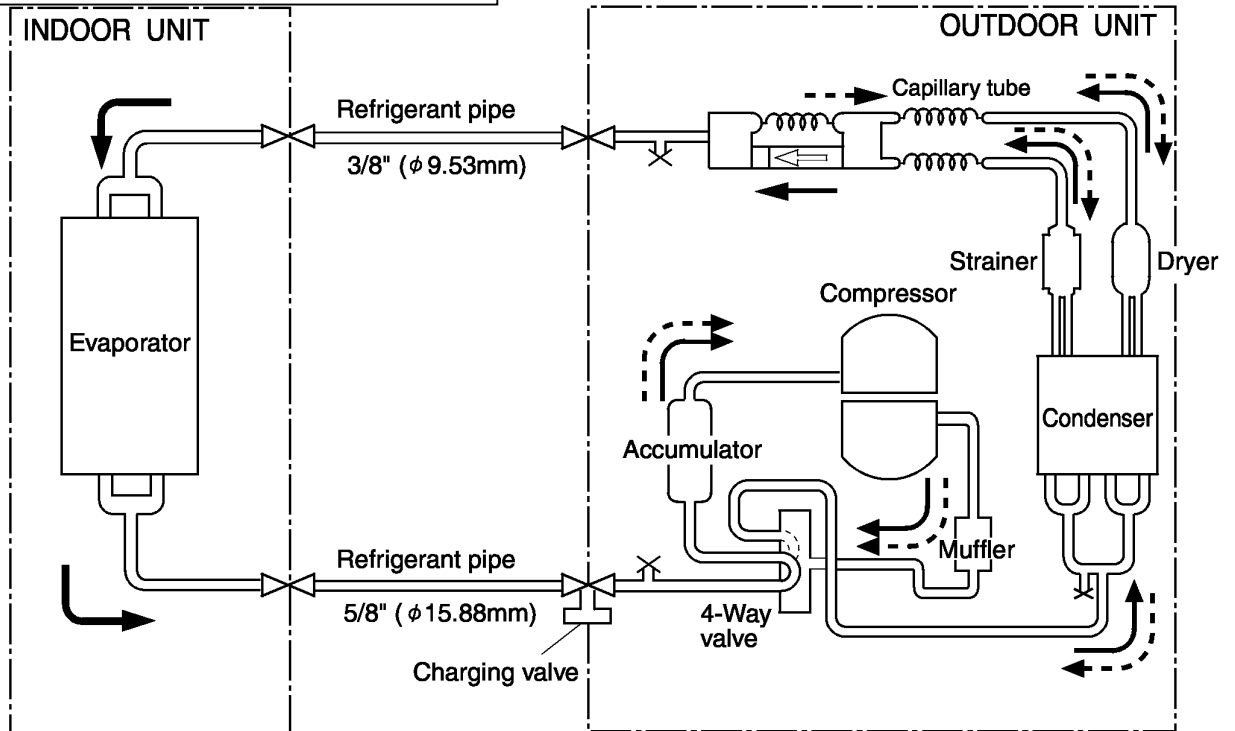 INDOOR UNIT
OUTDOOR UNIT
Capillary tube
Refrigerant pipe
3/8" (φ9.53mm)
Strainer
Dryer
Compressor
Evaporator
Condenser
Accumulator
Muffler
Refrigerant pipe
5/8" (φ15.88mm)
4-Way
valve
Charging valve